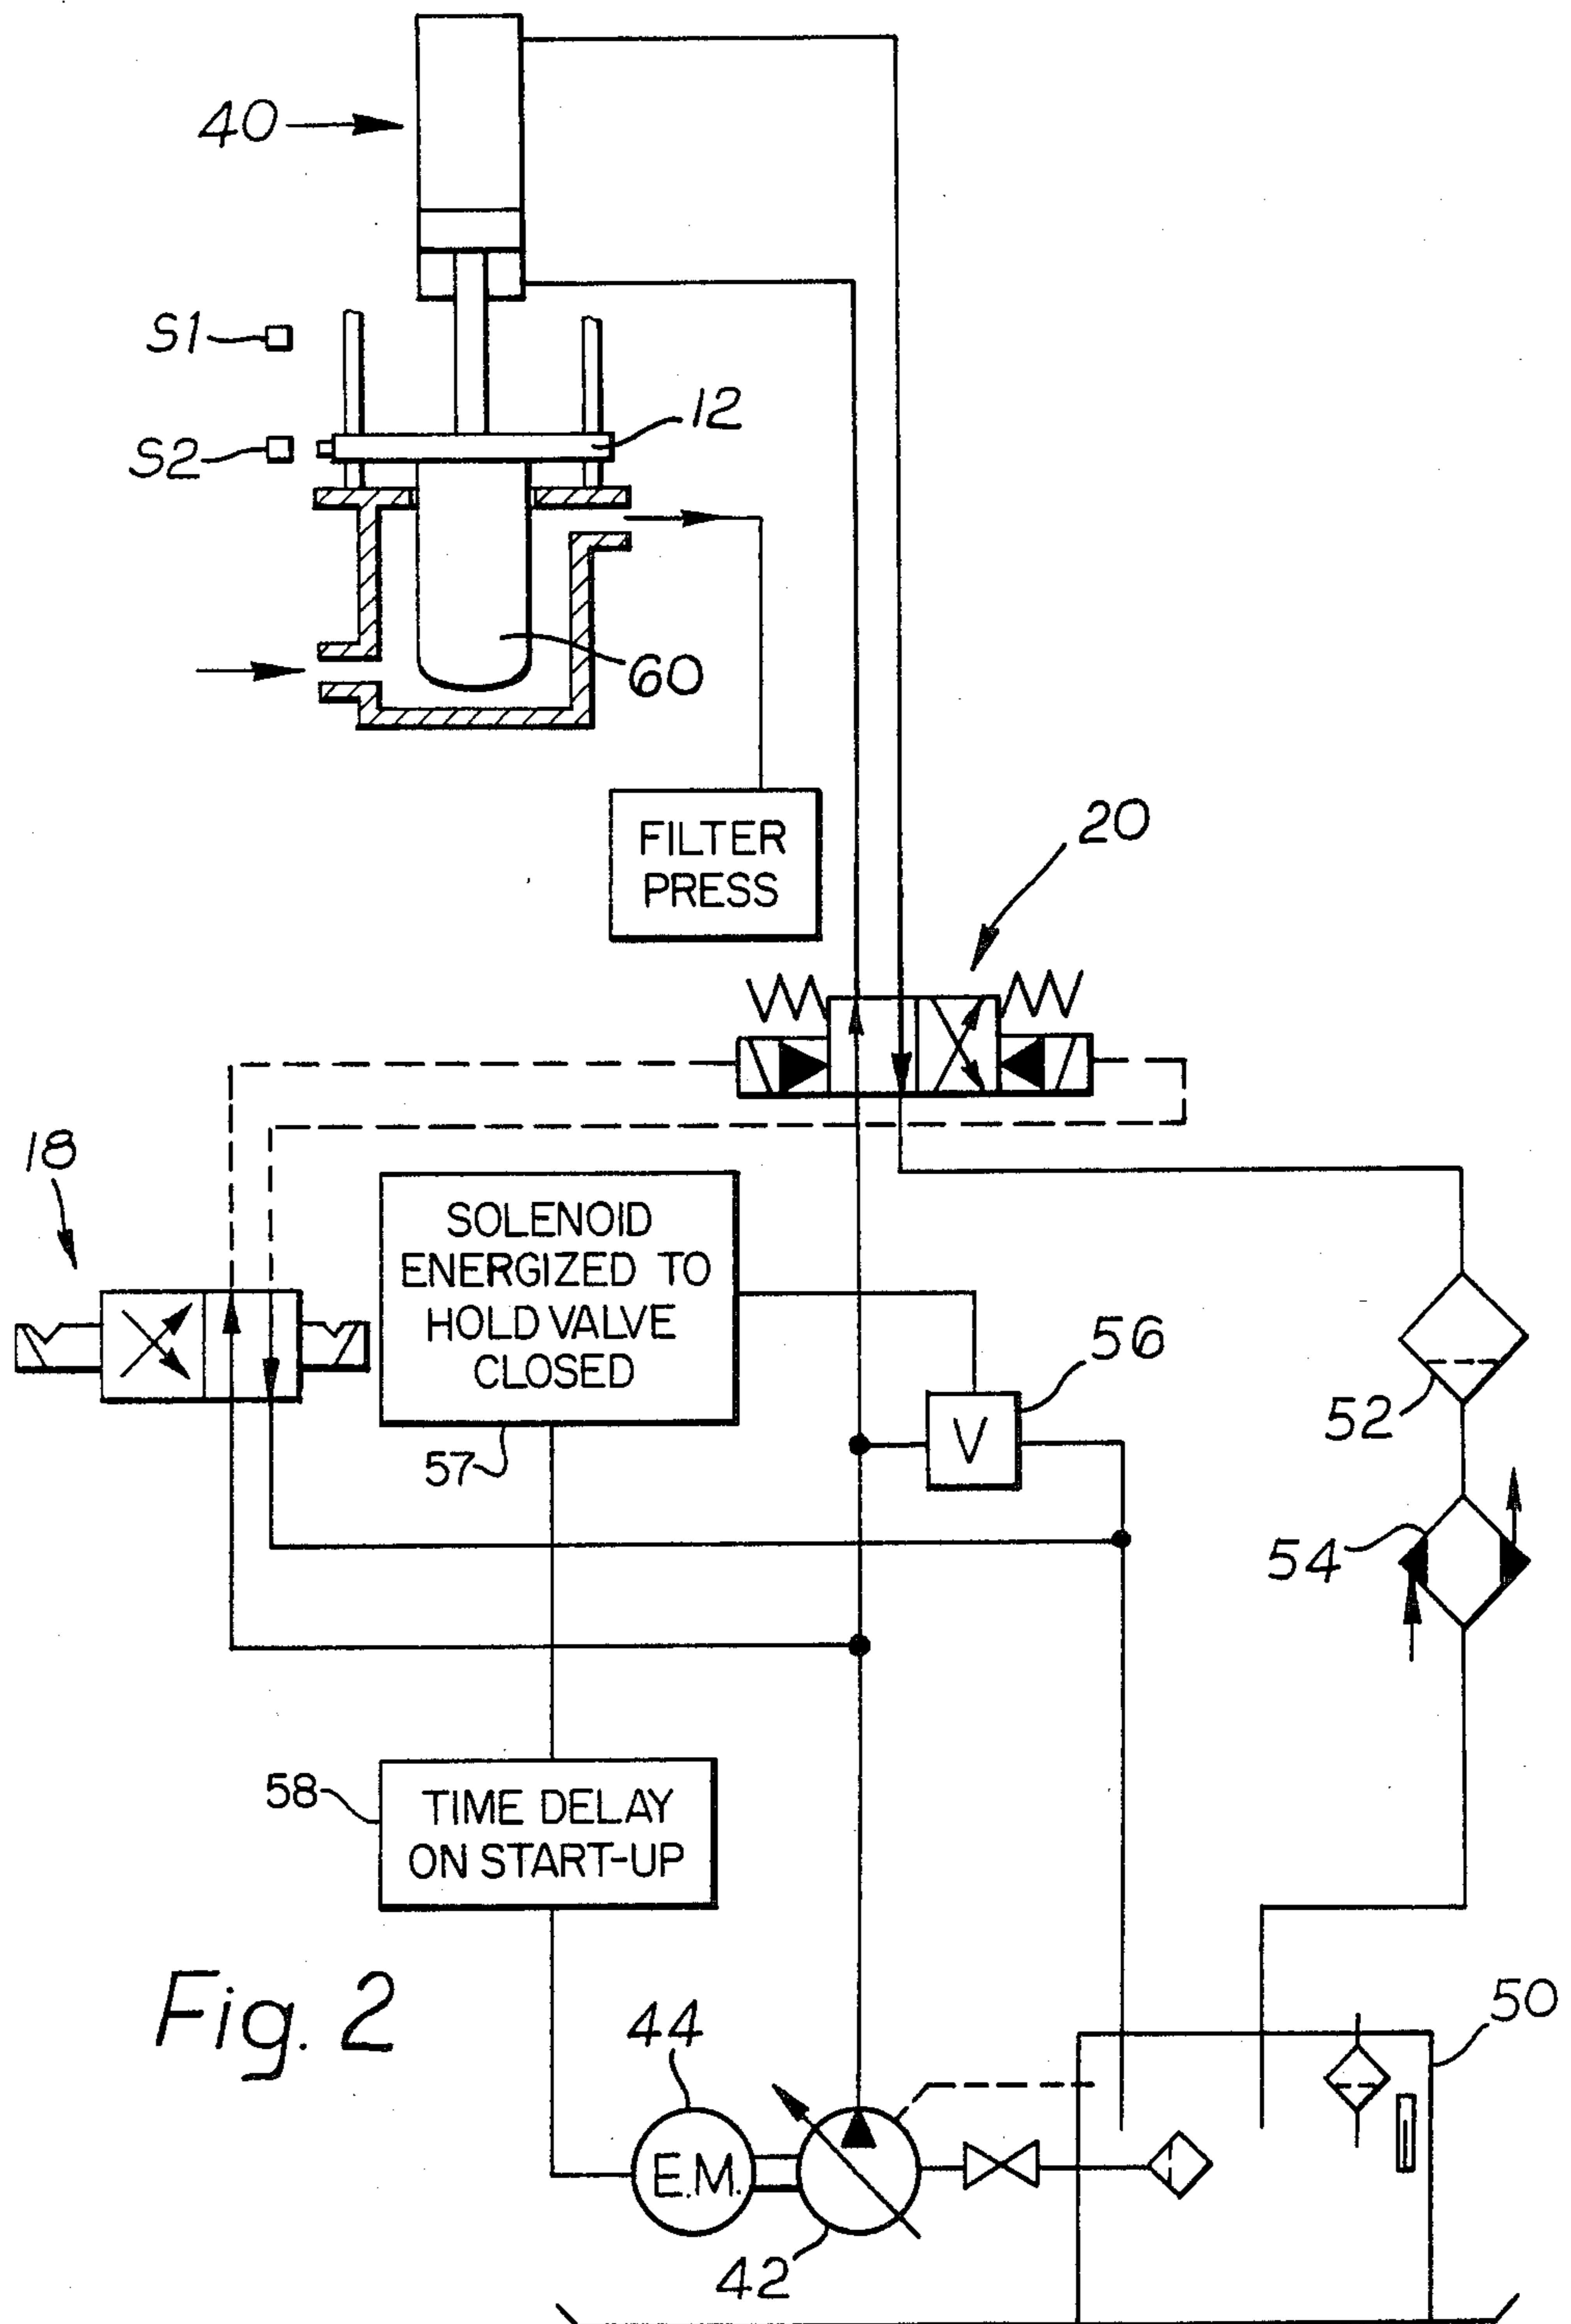 40
S1
12
S2
60
FILTER
PRESS
20
18
SOLENOID
ENERGIZED TO
HOLD VALVE
CLOSED
56
V
52
57
54
58
TIME DELAY
ON START-UP
Fig. 2
44
50
E.M.
42